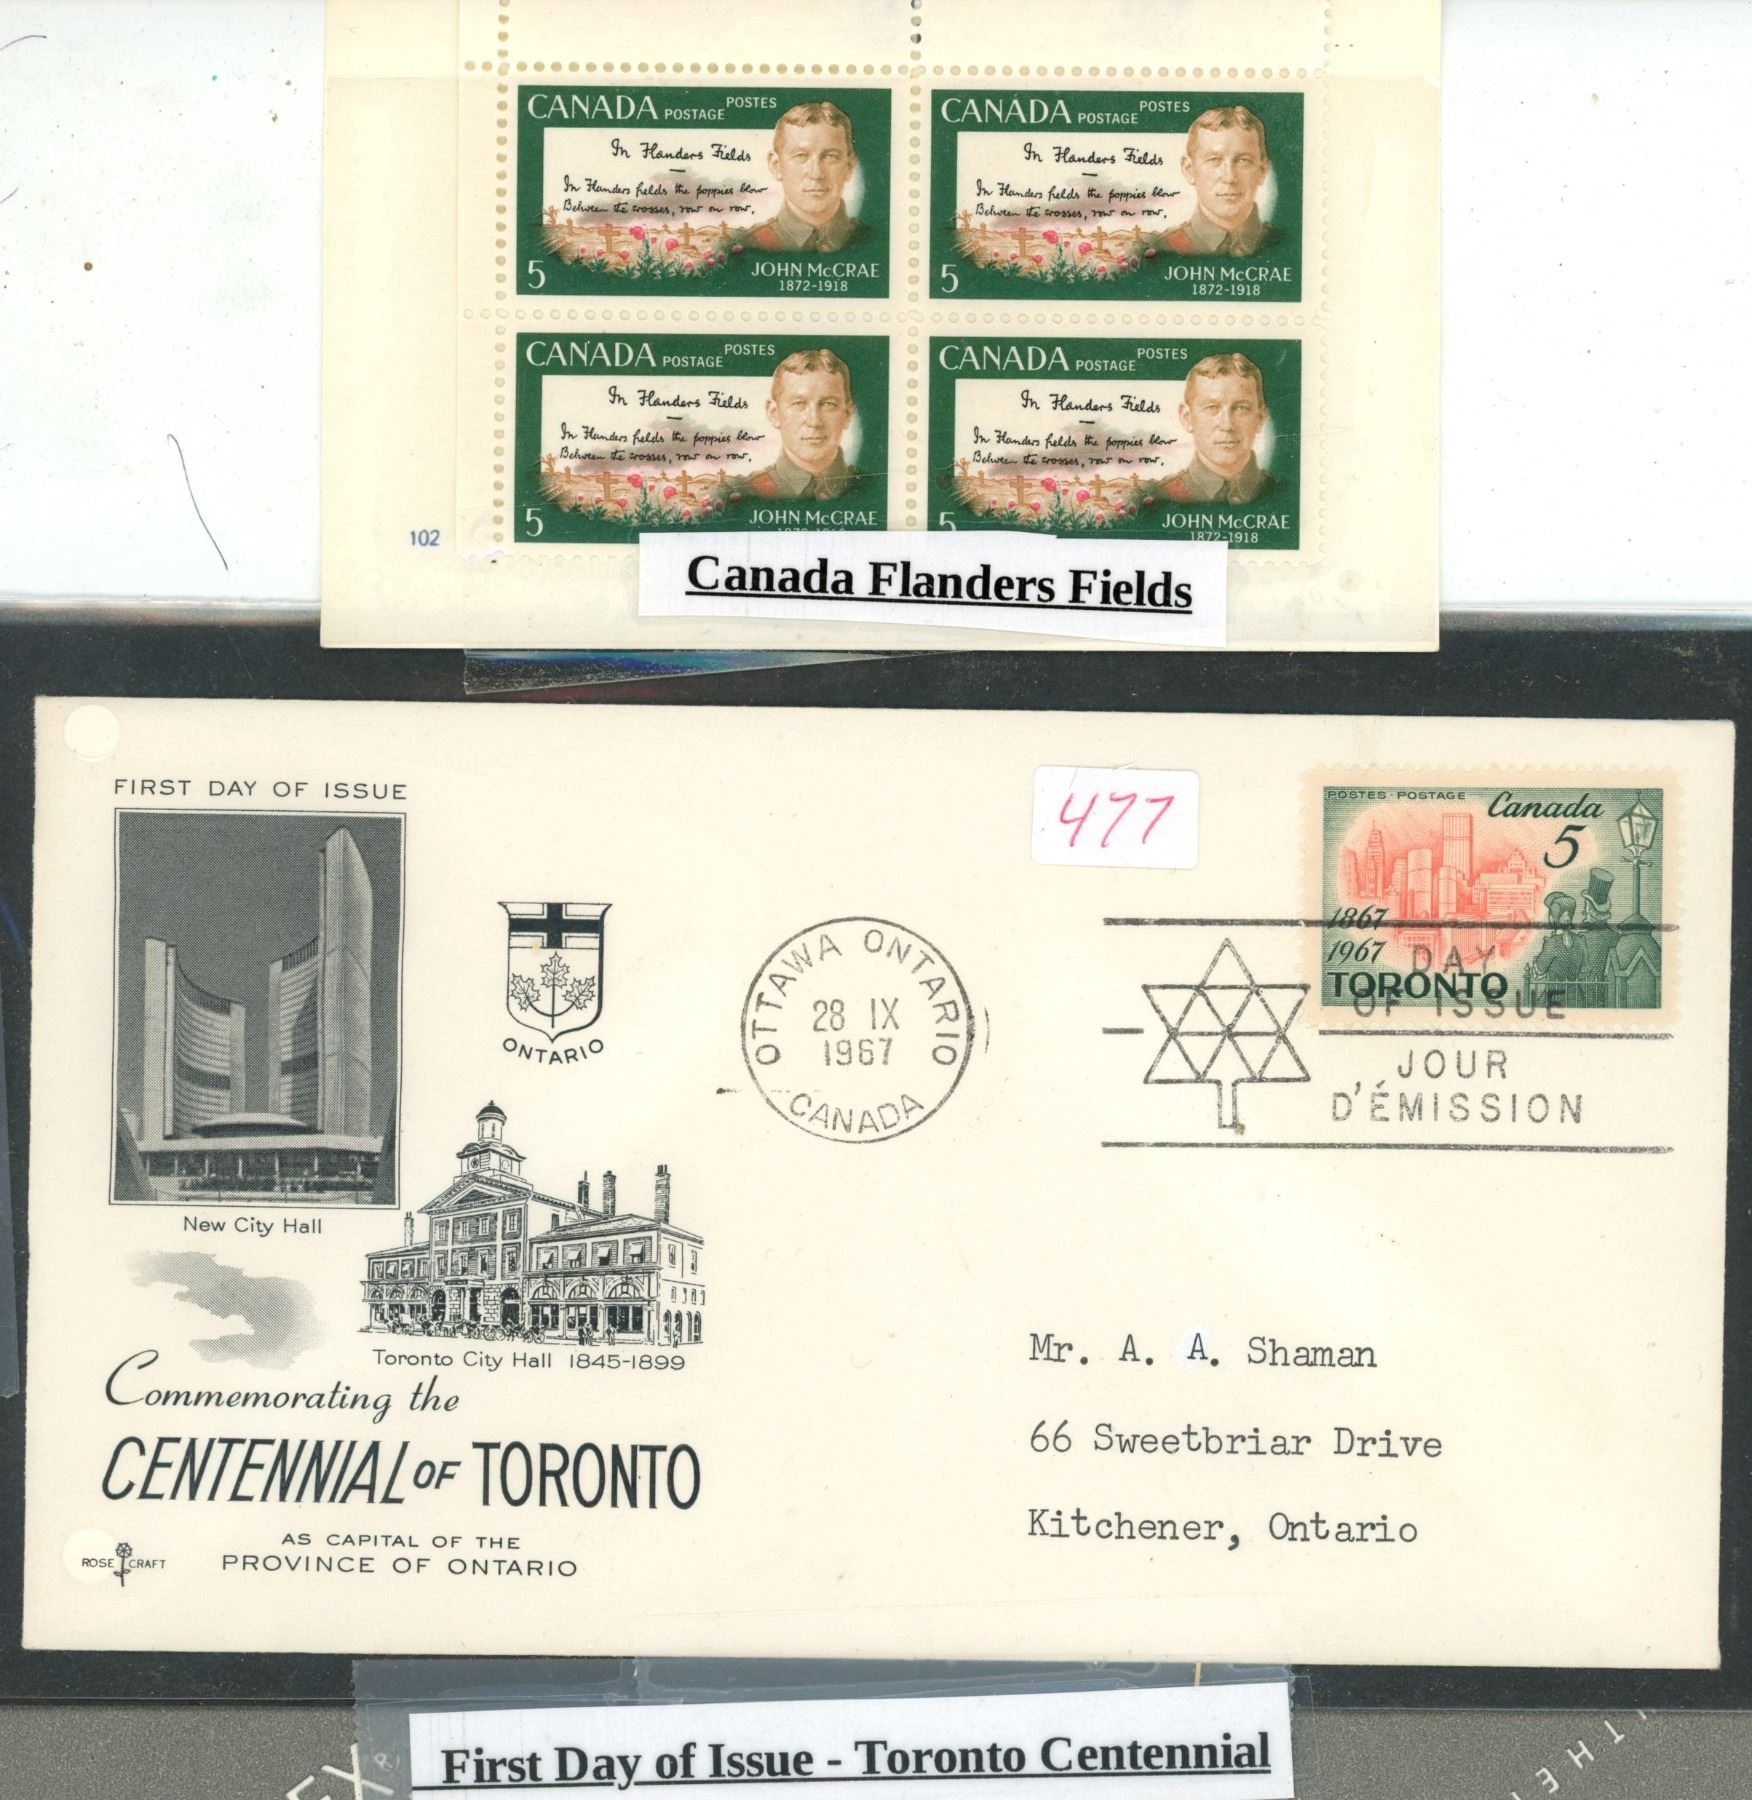 CANADA POSTAGE POSTES
In Flanders Fields
In Flanders fields the poppies blow
Between the crosses, row on row,
5 JOHN McCRAE
1872-1918
CANADA POSTAGE POSTES
In Flanders Fields
In Flanders fields the poppies blow
Between the crosses, row on row,
5 JOHN McCRAE
1872-1918
CANADA POSTAGE POSTES
In Flanders Fields
In Flanders fields the poppies blow
Between the crosses, row on row,
5 JOHN McCRAE
1872-1918
CANADA POSTAGE POSTES
In Flanders Fields
In Flanders fields the poppies blow
Between the crosses, row on row,
5 JOHN McCRAE
1872-1918
102
Canada Flanders Fields
FIRST DAY OF ISSUE
477
POSTES·POSTAGE Canada
5
1867
1967
TORONTO
ONTARIO
OTTAWA ONTARIO
28 IX
1967
CANADA
DAY
OF ISSUE
JOUR
D'ÉMISSION
New City Hall
Toronto City Hall 1845-1899
Commemorating the
CENTENNIAL OF TORONTO
AS CAPITAL OF THE
PROVINCE OF ONTARIO
ROSE CRAFT
Mr. A. A. Shaman
66 Sweetbriar Drive
Kitchener, Ontario
First Day of Issue - Toronto Centennial